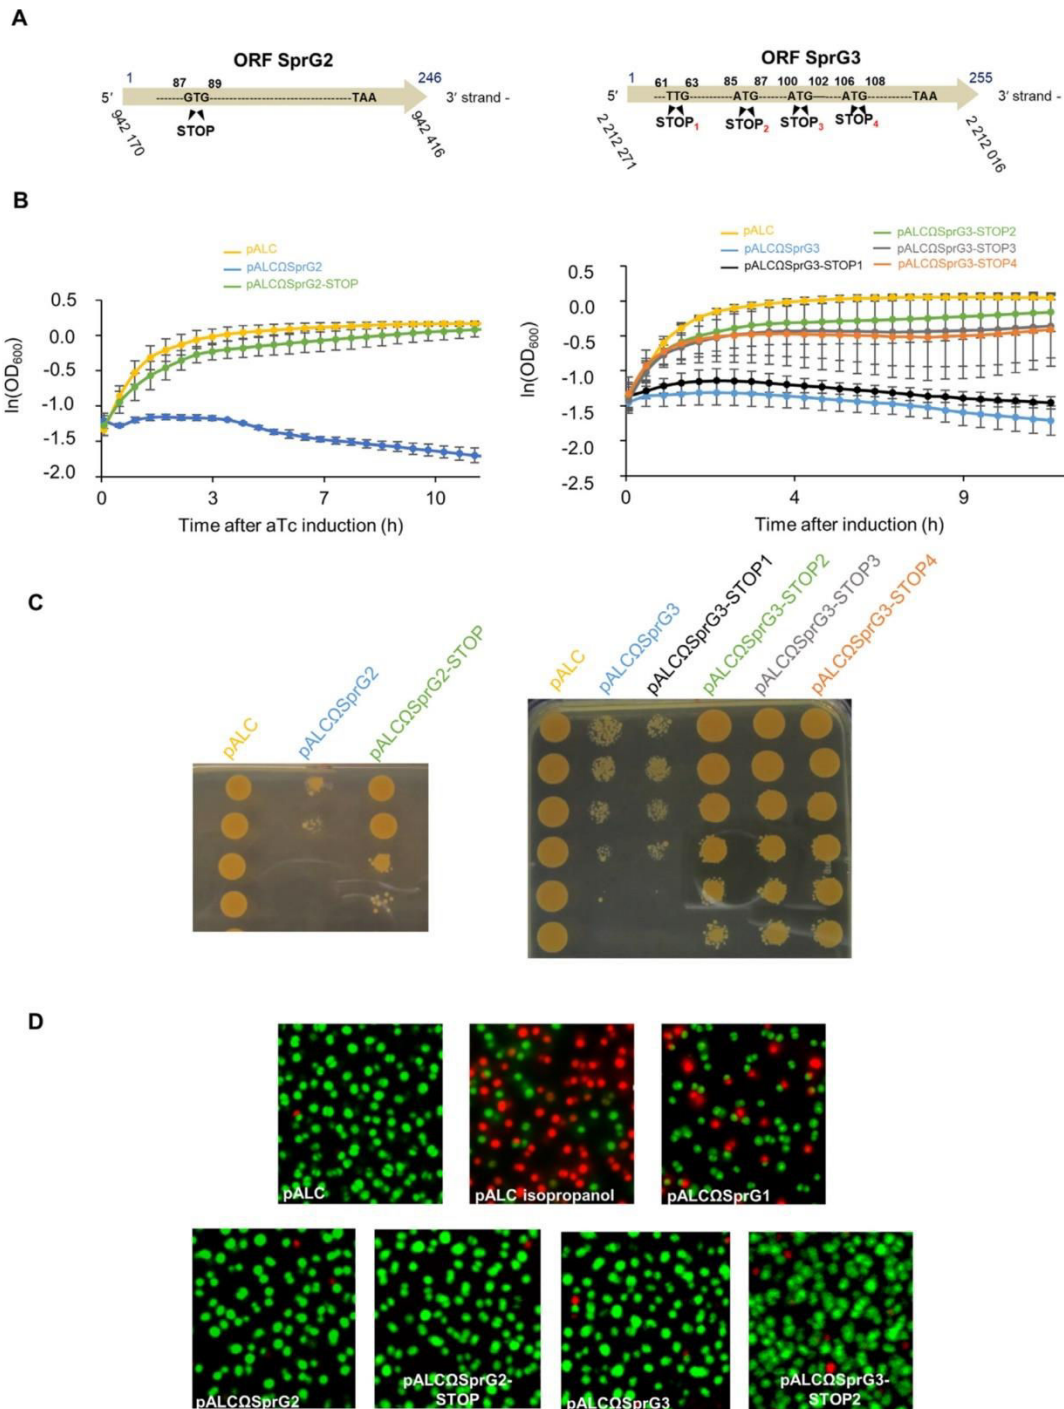 A
ORF SprG2
1
87
89
246
5′
GTG
TAA
3′ strand -
STOP
942 170
942 416
ORF SprG3
1
61 63 85 87 100 102 106 108
255
5′
TTG ATG ATG ATG TAA
3′ strand -
STOP1 STOP2 STOP3 STOP4
2 212 271
2 212 016
B
pALC
pALCΩSprG2
pALCΩSprG2-STOP
ln(OD600)
0.5
0.0
-0.5
-1.0
-1.5
-2.0
0 3 7 10
Time after aTc induction (h)
pALC
pALCΩSprG3
pALCΩSprG3-STOP1
pALCΩSprG3-STOP2
pALCΩSprG3-STOP3
pALCΩSprG3-STOP4
ln(OD600)
0.5
0.0
-0.5
-1.0
-1.5
-2.0
-2.5
0 4 9
Time after induction (h)
C
pALC
pALCΩSprG2
pALCΩSprG2-STOP
pALC
pALCΩSprG3
pALCΩSprG3-STOP1
pALCΩSprG3-STOP2
pALCΩSprG3-STOP3
pALCΩSprG3-STOP4
D
pALC
pALC isopropanol
pALCΩSprG1
pALCΩSprG2
pALCΩSprG2-
STOP
pALCΩSprG3
pALCΩSprG3-
STOP2